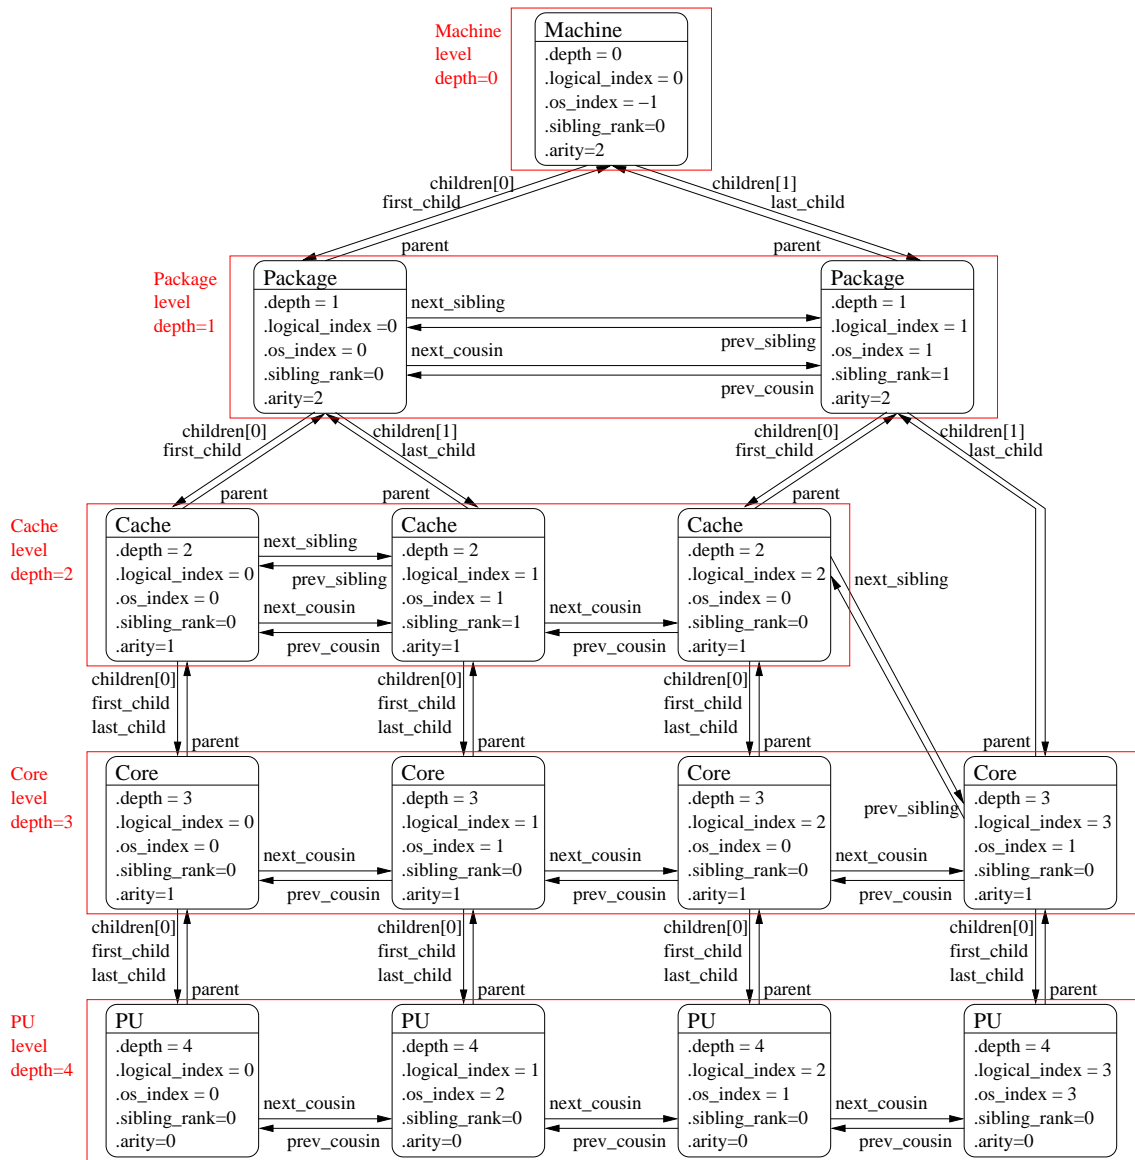 Machine
level
depth=0
Machine
.depth = 0
.logical_index = 0
.os_index = −1
.sibling_rank=0
.arity=2
children[0]
first_child
children[1]
last_child
parent
parent
Package
level
depth=1
Package
.depth = 1
.logical_index =0
.os_index = 0
.sibling_rank=0
.arity=2
next_sibling
prev_sibling
next_cousin
prev_cousin
Package
.depth = 1
.logical_index = 1
.os_index = 1
.sibling_rank=1
.arity=2
children[0]
first_child
children[1]
last_child
children[0]
first_child
children[1]
last_child
parent
parent
parent
Cache
level
depth=2
Cache
.depth = 2
.logical_index = 0
.os_index = 0
.sibling_rank=0
.arity=1
next_sibling
prev_sibling
next_cousin
prev_cousin
Cache
.depth = 2
.logical_index = 1
.os_index = 1
.sibling_rank=1
.arity=1
next_cousin
prev_cousin
Cache
.depth = 2
.logical_index = 2
.os_index = 0
.sibling_rank=0
.arity=1
next_sibling
children[0]
first_child
last_child
parent
children[0]
first_child
last_child
parent
children[0]
first_child
last_child
parent
parent
Core
level
depth=3
Core
.depth = 3
.logical_index = 0
.os_index = 0
.sibling_rank=0
.arity=1
next_cousin
prev_cousin
Core
.depth = 3
.logical_index = 1
.os_index = 1
.sibling_rank=0
.arity=1
next_cousin
prev_cousin
Core
.depth = 3
.logical_index = 2
.os_index = 0
.sibling_rank=0
.arity=1
prev_sibling
next_cousin
prev_cousin
Core
.depth = 3
.logical_index = 3
.os_index = 1
.sibling_rank=0
.arity=1
children[0]
first_child
last_child
parent
children[0]
first_child
last_child
parent
children[0]
first_child
last_child
parent
children[0]
first_child
last_child
parent
PU
level
depth=4
PU
.depth = 4
.logical_index = 0
.os_index = 0
.sibling_rank=0
.arity=0
next_cousin
prev_cousin
PU
.depth = 4
.logical_index = 1
.os_index = 2
.sibling_rank=0
.arity=0
next_cousin
prev_cousin
PU
.depth = 4
.logical_index = 2
.os_index = 1
.sibling_rank=0
.arity=0
next_cousin
prev_cousin
PU
.depth = 4
.logical_index = 3
.os_index = 3
.sibling_rank=0
.arity=0